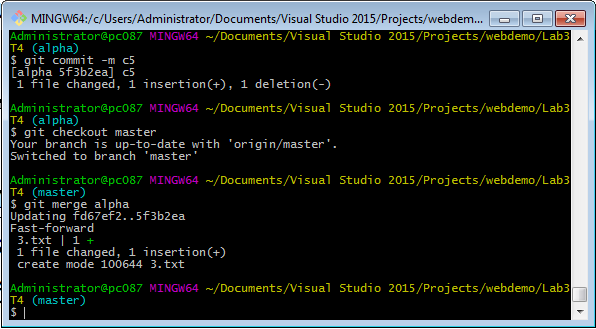 MINGW64:/c/Users/Administrator/Documents/Visual Studio 2015/Projects/webdem...
Administrator@pc087 MINGW64 ~/Documents/Visual Studio 2015/Projects/webdemo/Lab3
T4 (alpha)
$ git commit -m c5
[alpha 5f3b2ea] c5
 1 file changed, 1 insertion(+), 1 deletion(-)

Administrator@pc087 MINGW64 ~/Documents/Visual Studio 2015/Projects/webdemo/Lab3
T4 (alpha)
$ git checkout master
Your branch is up-to-date with 'origin/master'.
Switched to branch 'master'

Administrator@pc087 MINGW64 ~/Documents/Visual Studio 2015/Projects/webdemo/Lab3
T4 (master)
$ git merge alpha
Updating fd67ef2..5f3b2ea
Fast-forward
 3.txt | 1 +
 1 file changed, 1 insertion(+)
 create mode 100644 3.txt

Administrator@pc087 MINGW64 ~/Documents/Visual Studio 2015/Projects/webdemo/Lab3
T4 (master)
$